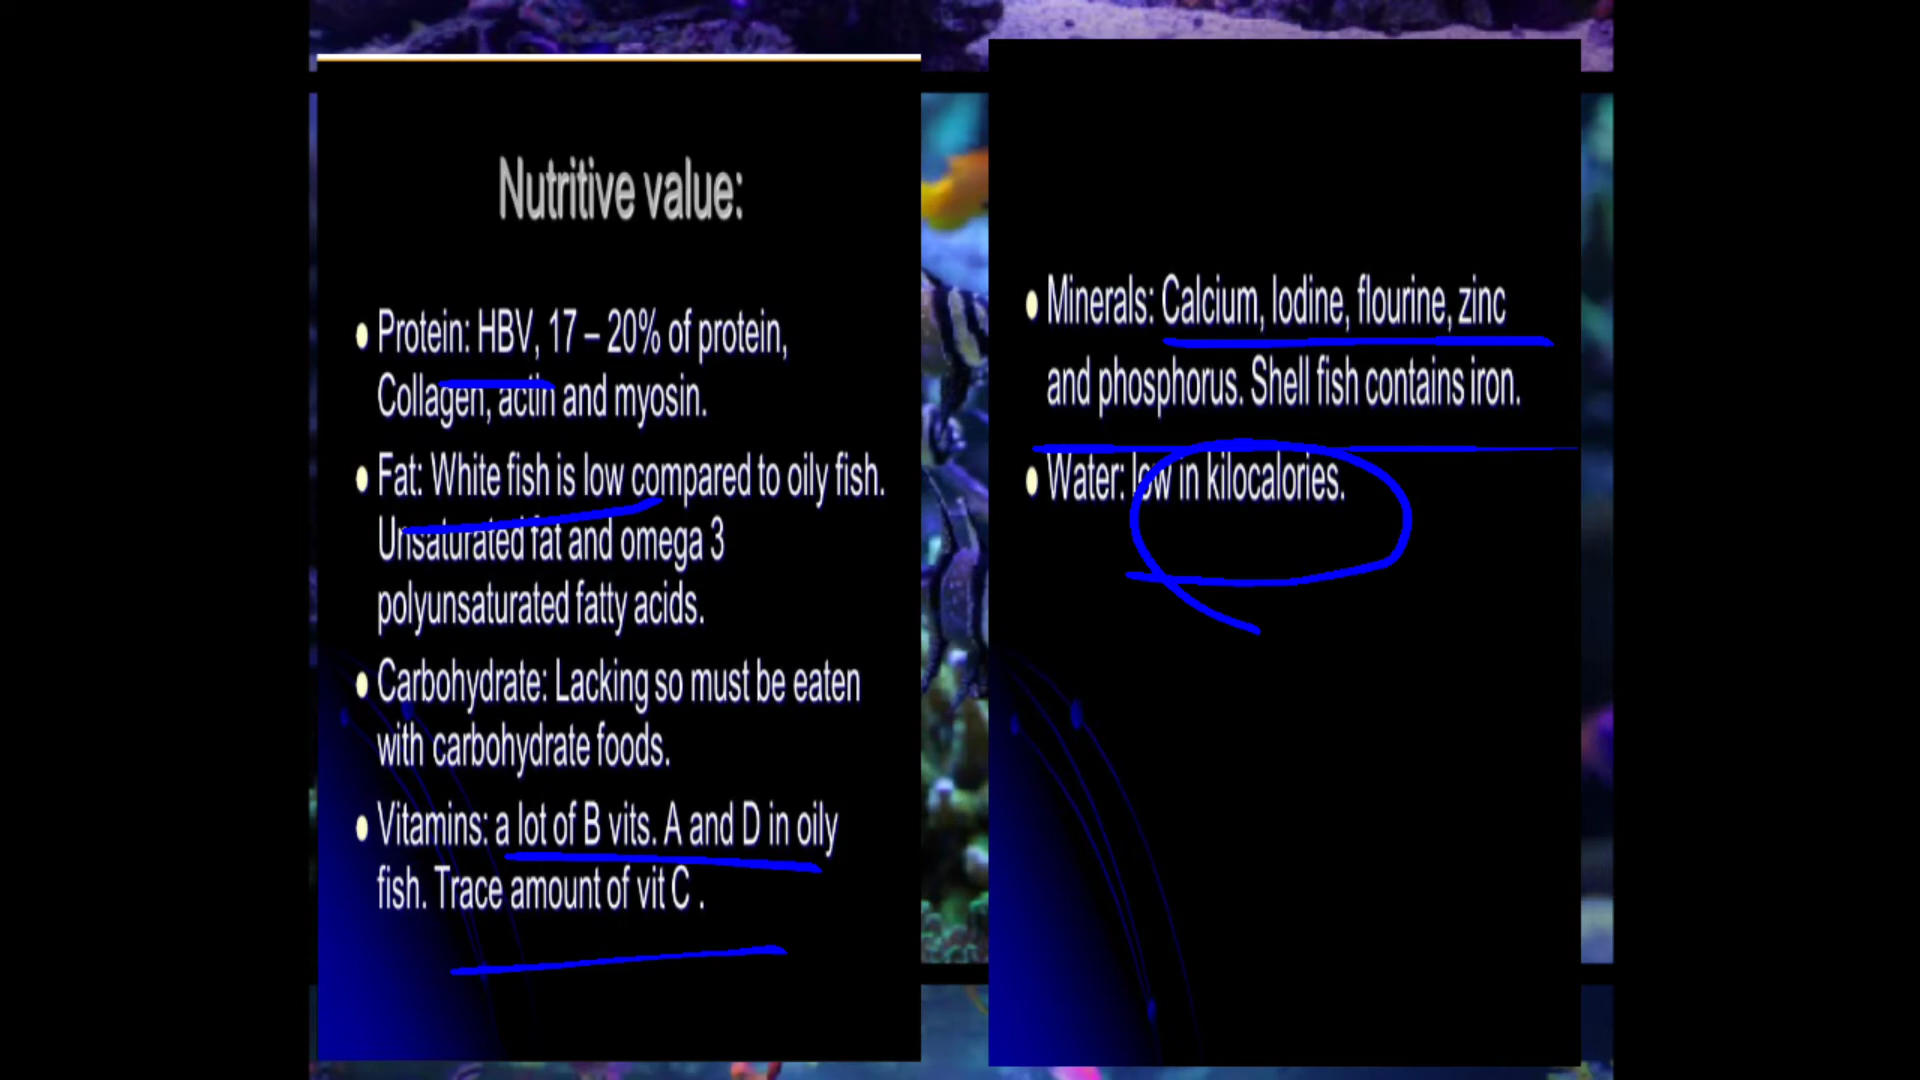 Nutritive value:
Protein: HBV, 17 – 20% of protein,
Collagen, actin and myosin.
Fat: White fish is low compared to oily fish.
Unsaturated fat and omega 3
polyunsaturated fatty acids.
Carbohydrate: Lacking so must be eaten
with carbohydrate foods.
Vitamins: a lot of B vits. A and D in oily
fish. Trace amount of vit C .
Minerals: Calcium, Iodine, flourine, zinc
and phosphorus. Shell fish contains iron.
Water: low in kilocalories.